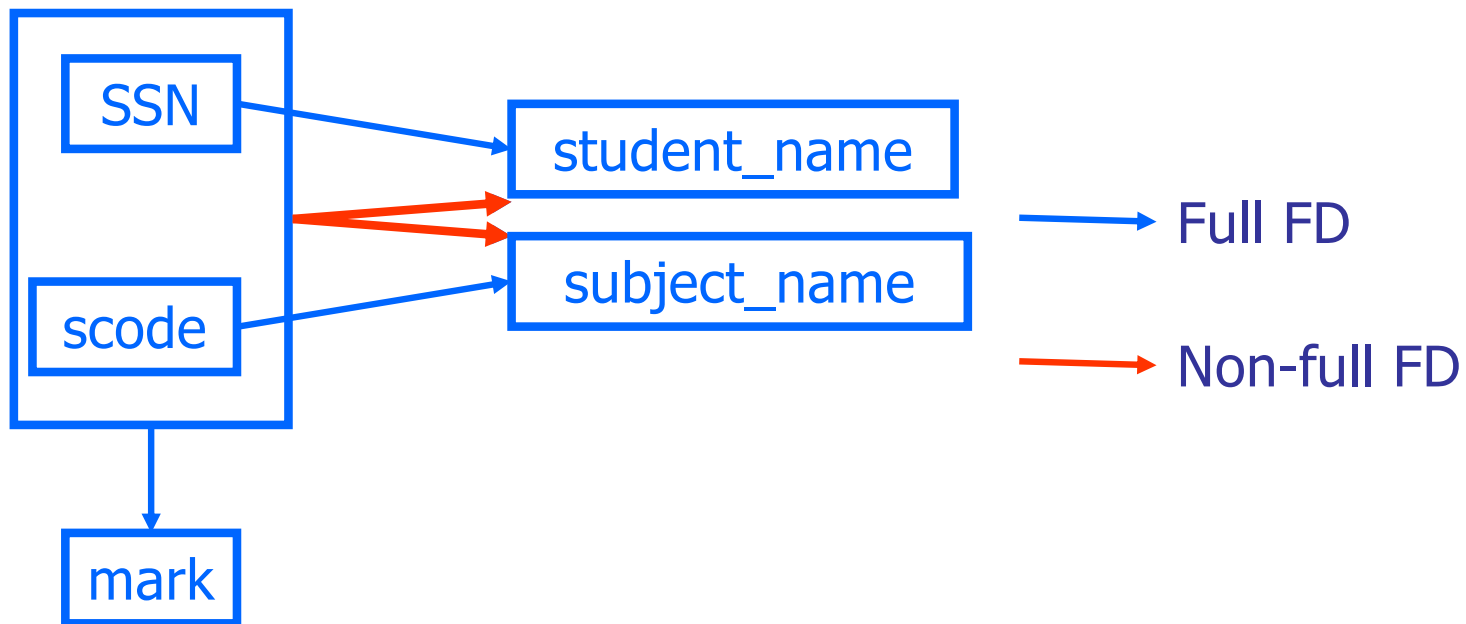 SSN
student_name
Full FD
subject_name
scode
Non-full FD
mark